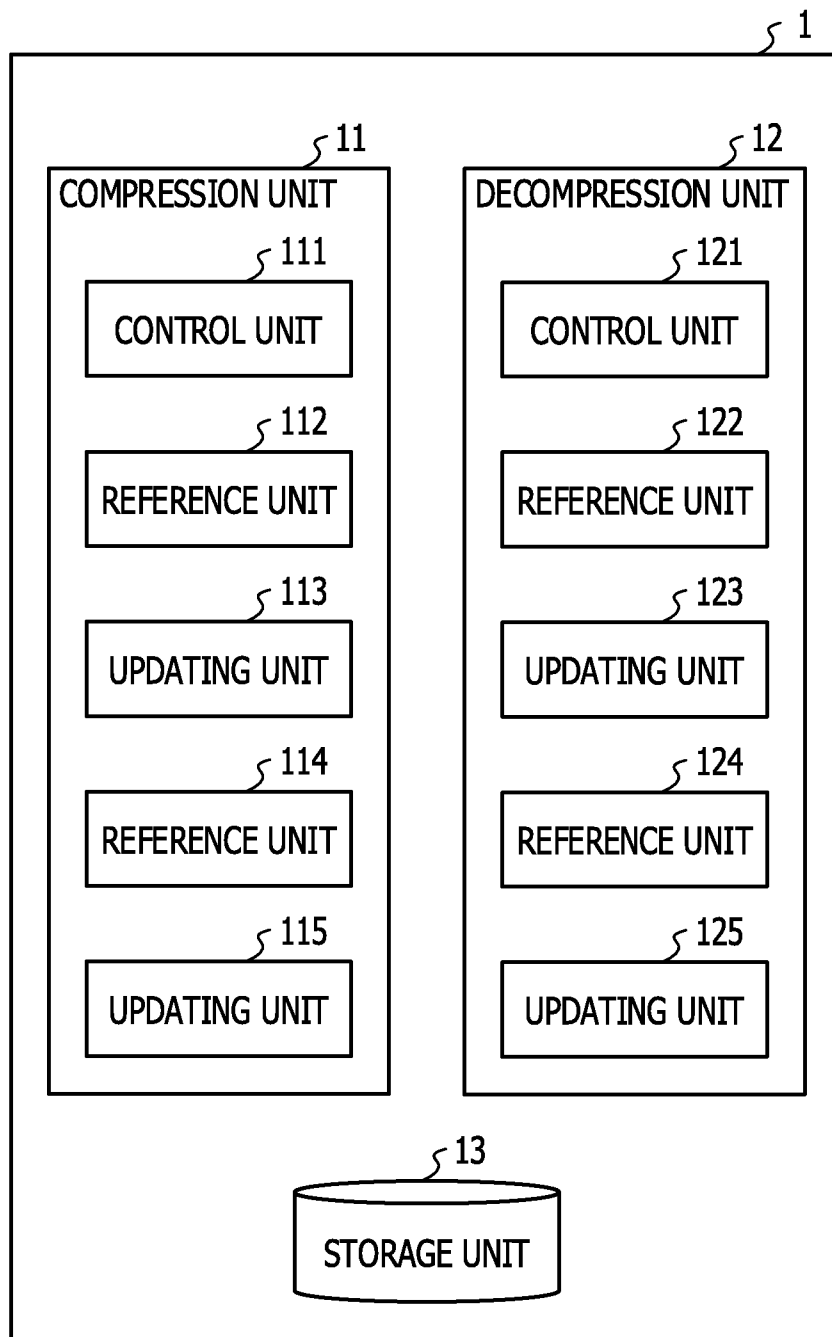 1
11
12
COMPRESSION UNIT
DECOMPRESSION UNIT
111
121
CONTROL UNIT
CONTROL UNIT
112
122
REFERENCE UNIT
REFERENCE UNIT
113
123
UPDATING UNIT
UPDATING UNIT
114
124
REFERENCE UNIT
REFERENCE UNIT
115
125
UPDATING UNIT
UPDATING UNIT
13
STORAGE UNIT